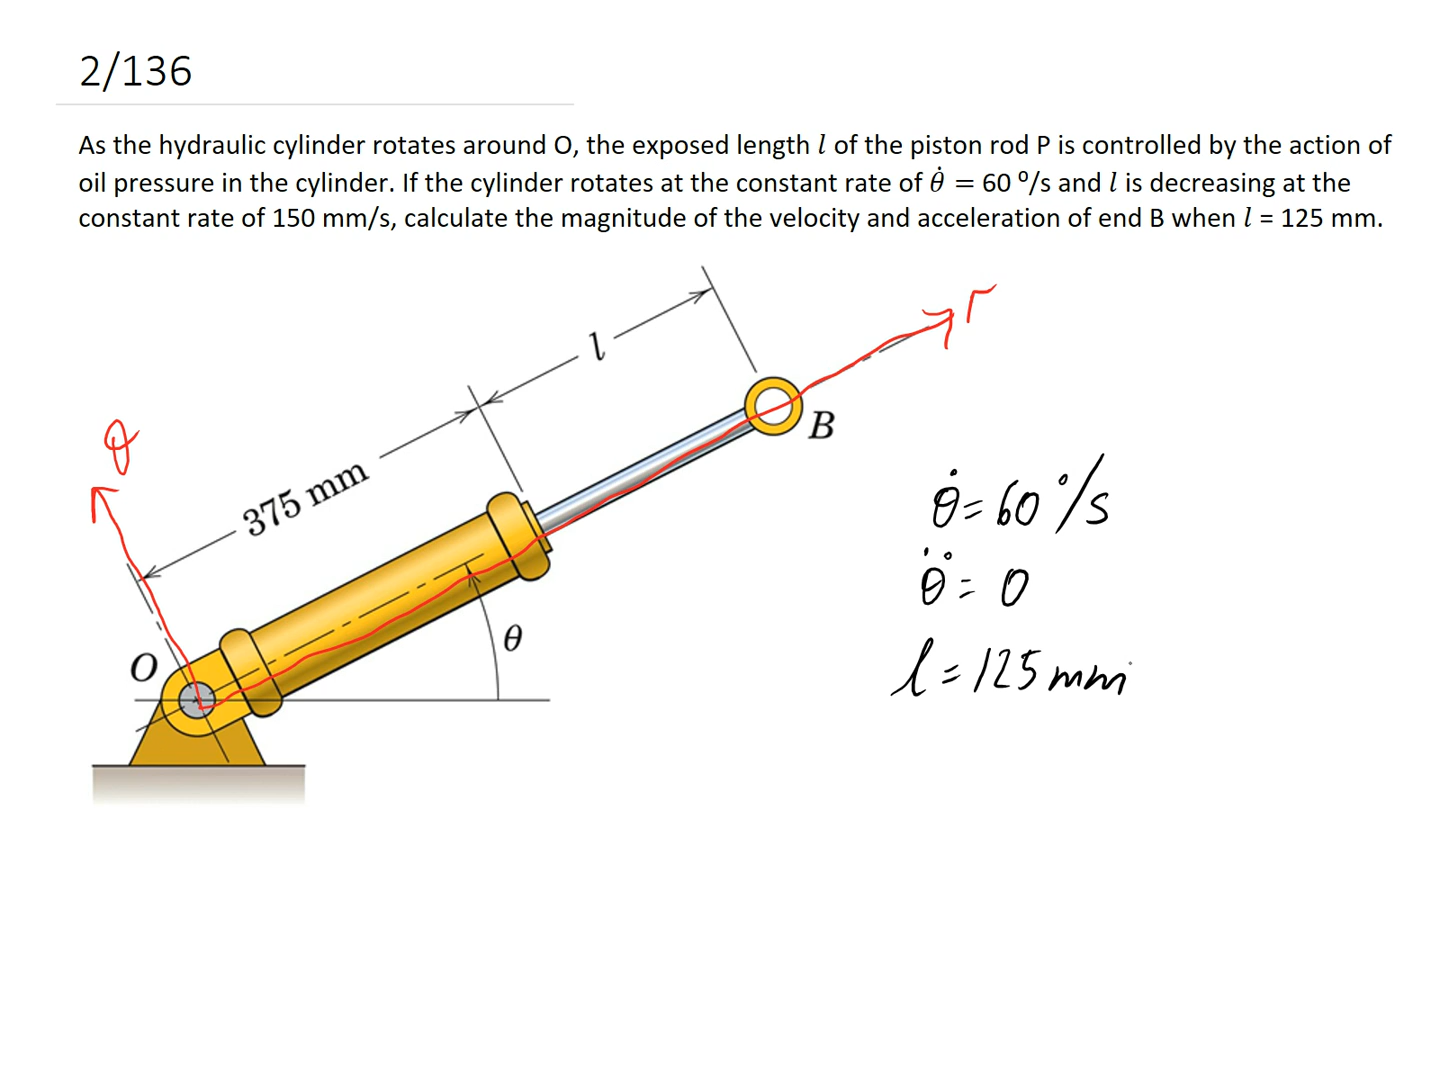 2/136
As the hydraulic cylinder rotates around O, the exposed length l of the piston rod P is controlled by the action of
oil pressure in the cylinder. If the cylinder rotates at the constant rate of θ̇ = 60 ⁰/s and l is decreasing at the
constant rate of 150 mm/s, calculate the magnitude of the velocity and acceleration of end B when l = 125 mm.
r
l
B
θ
375 mm
θ̇ = 60 °/s
θ̈ = 0
θ
O
l = 125 mm